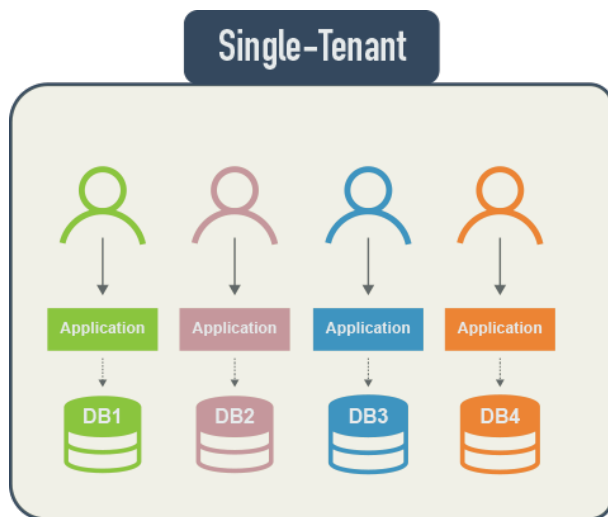 Single-Tenant
Application Application Application Application
DB1 DB2 DB3 DB4